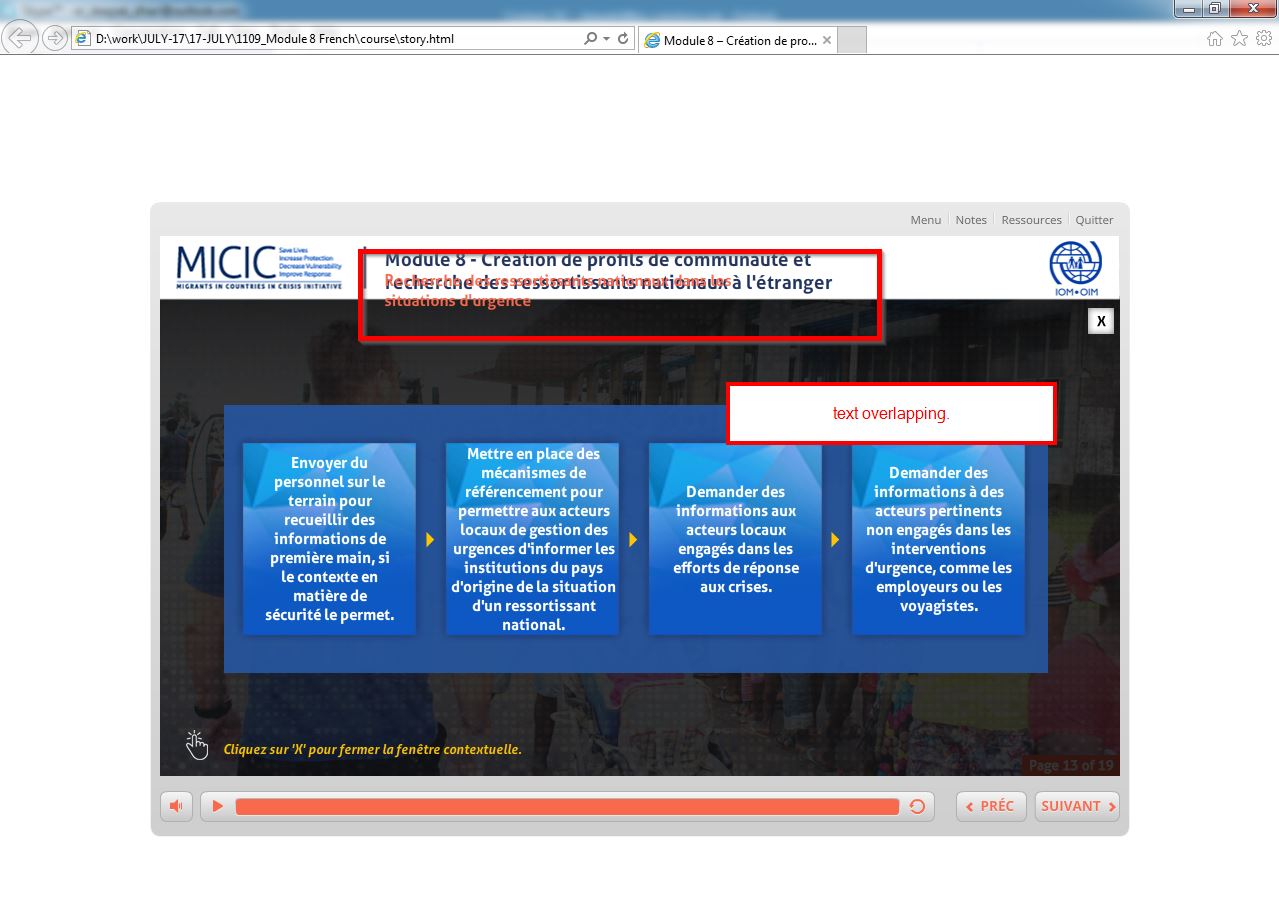 D:\work\JULY-17\17-JULY\1109_Module 8 French\course\story.html
Module 8 – Création de pro...
Menu
Notes
Ressources
Quitter
MICIC
Save Lives
Increase Protection
Decrease Vulnerability
Improve Response
MIGRANTS IN COUNTRIES IN CRISIS INITIATIVE
Module 8 - Création de profils de communauté et
recherche des ressortissants nationaux à l'étranger
Recherche des ressortissants nationaux dans les
situations d'urgence
IOM•OIM
X
text overlapping.
Envoyer du
personnel sur le
terrain pour
recueillir des
informations de
première main, si
le contexte en
matière de
sécurité le permet.
Mettre en place des
mécanismes de
référencement pour
permettre aux acteurs
locaux de gestion des
urgences d'informer les
institutions du pays
d'origine de la situation
d'un ressortissant
national.
Demander des
informations aux
acteurs locaux
engagés dans les
efforts de réponse
aux crises.
Demander des
informations à des
acteurs pertinents
non engagés dans les
interventions
d'urgence, comme les
employeurs ou les
voyagistes.
Cliquez sur 'X' pour fermer la fenêtre contextuelle.
Page 13 of 19
PRÉC
SUIVANT